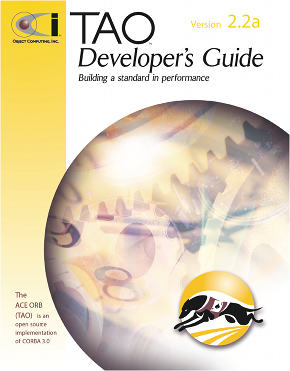 Version 2.2a
OCi
OBJECT COMPUTING, INC.
TAO™
Developer's Guide
Building a standard in performance
The
ACE ORB
(TAO) is an
open source
implementation
of CORBA 3.0